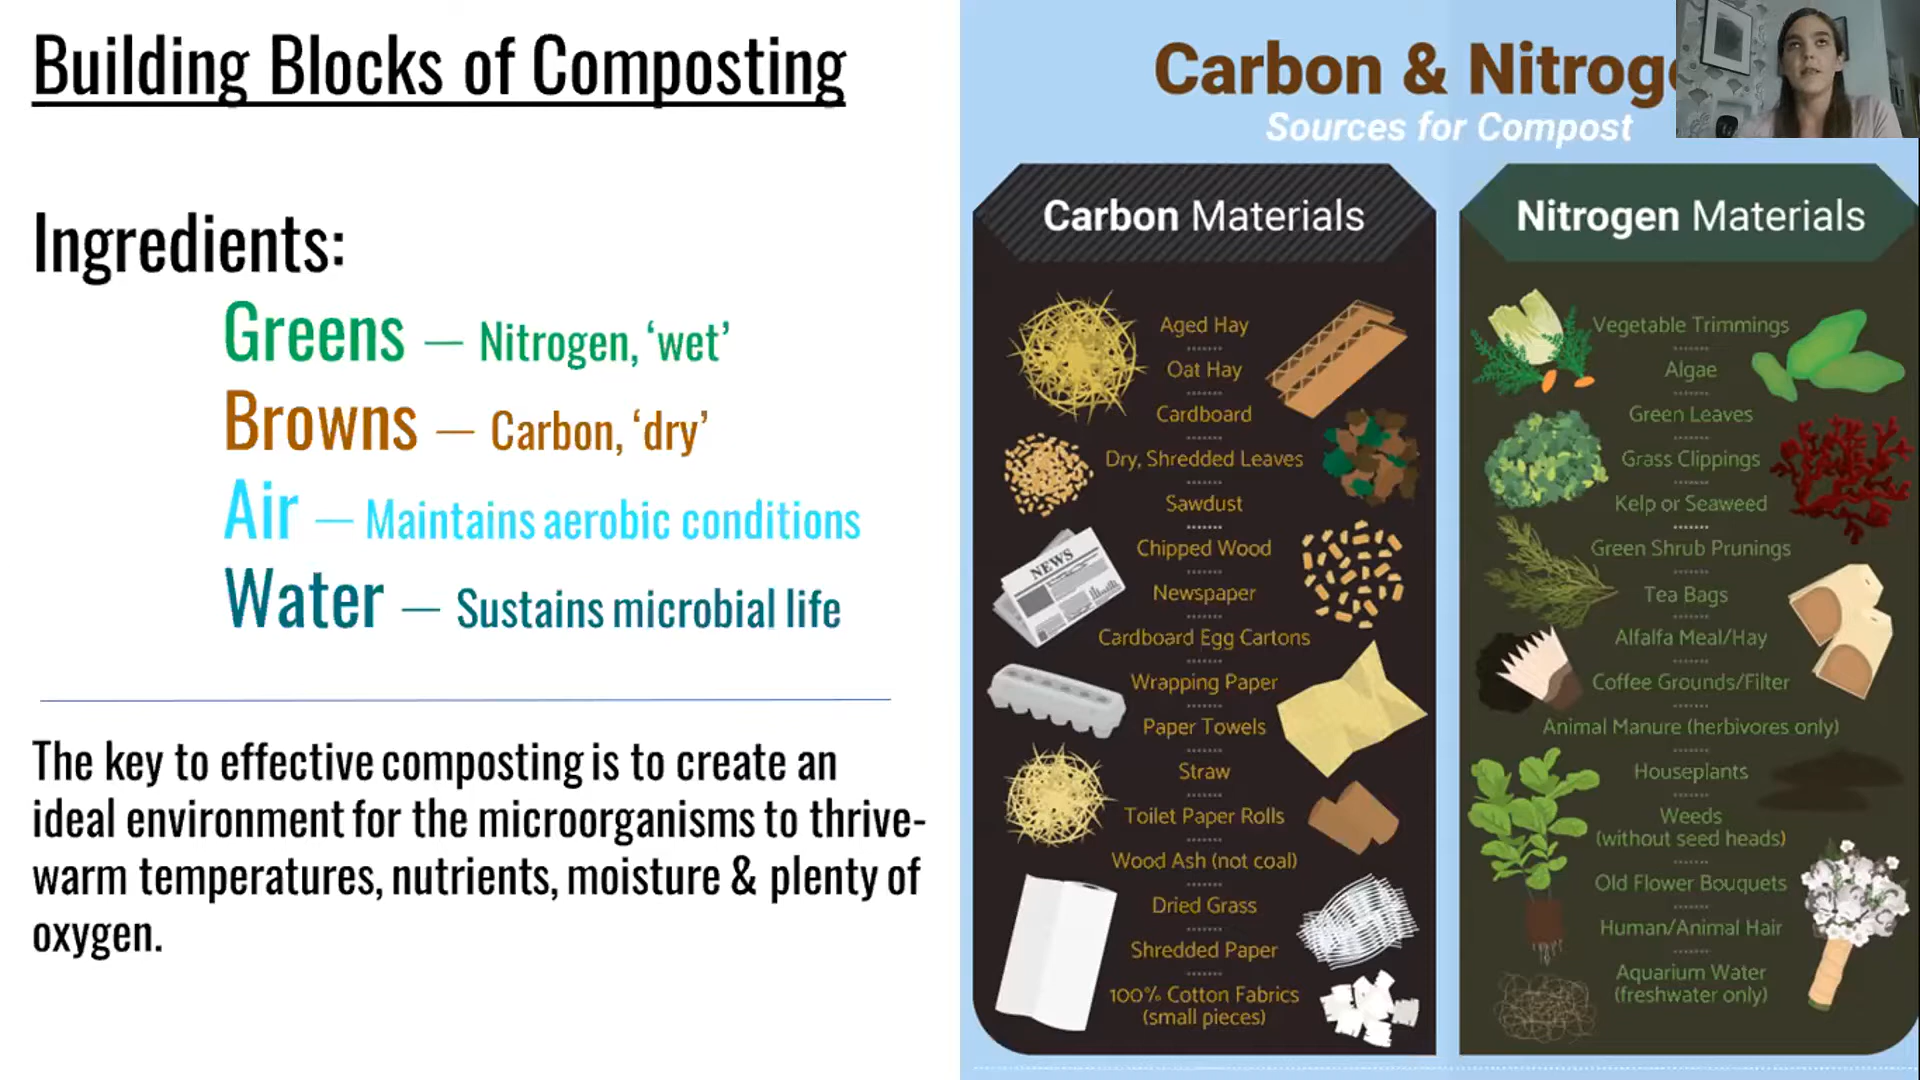 Building Blocks of Composting
Ingredients:
Greens — Nitrogen, ‘wet’
Browns — Carbon, ‘dry’
Air — Maintains aerobic conditions
Water — Sustains microbial life
The key to effective composting is to create an
ideal environment for the microorganisms to thrive-
warm temperatures, nutrients, moisture & plenty of
oxygen.
Carbon & Nitroge
Sources for Compost
Carbon Materials
Aged Hay
Oat Hay
Cardboard
Dry, Shredded Leaves
Sawdust
Chipped Wood
Newspaper
Cardboard Egg Cartons
Wrapping Paper
Paper Towels
Straw
Toilet Paper Rolls
Wood Ash (not coal)
Dried Grass
Shredded Paper
100% Cotton Fabrics
(small pieces)
NEWS
Nitrogen Materials
Vegetable Trimmings
Algae
Green Leaves
Grass Clippings
Kelp or Seaweed
Green Shrub Prunings
Tea Bags
Alfalfa Meal/Hay
Coffee Grounds/Filter
Animal Manure (herbivores only)
Houseplants
Weeds
(without seed heads)
Old Flower Bouquets
Human/Animal Hair
Aquarium Water
(freshwater only)